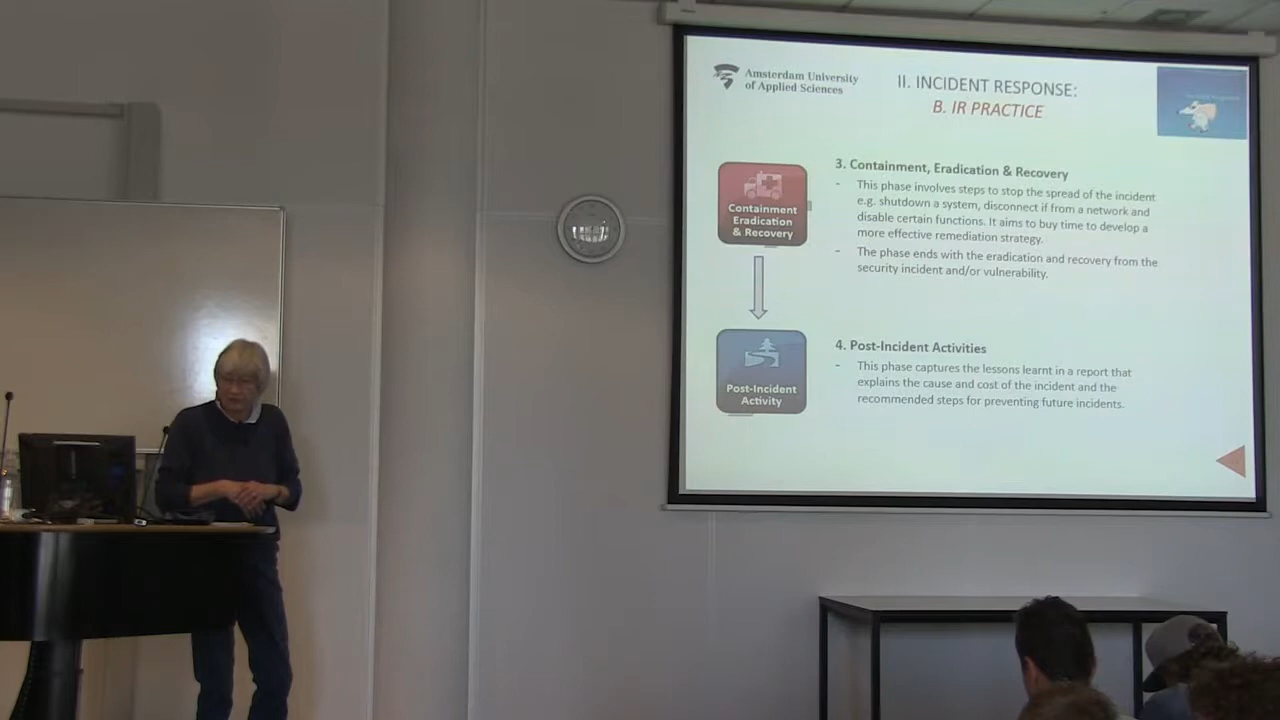 Amsterdam University
of Applied Sciences
II. INCIDENT RESPONSE:
B. IR PRACTICE
Containment
Eradication
& Recovery
3. Containment, Eradication & Recovery
- This phase involves steps to stop the spread of the incident
e.g. shutdown a system, disconnect if from a network and
disable certain functions. It aims to buy time to develop a
more effective remediation strategy.
- The phase ends with the eradication and recovery from the
security incident and/or vulnerability.
Post-Incident
Activity
4. Post-Incident Activities
- This phase captures the lessons learnt in a report that
explains the cause and cost of the incident and the
recommended steps for preventing future incidents.